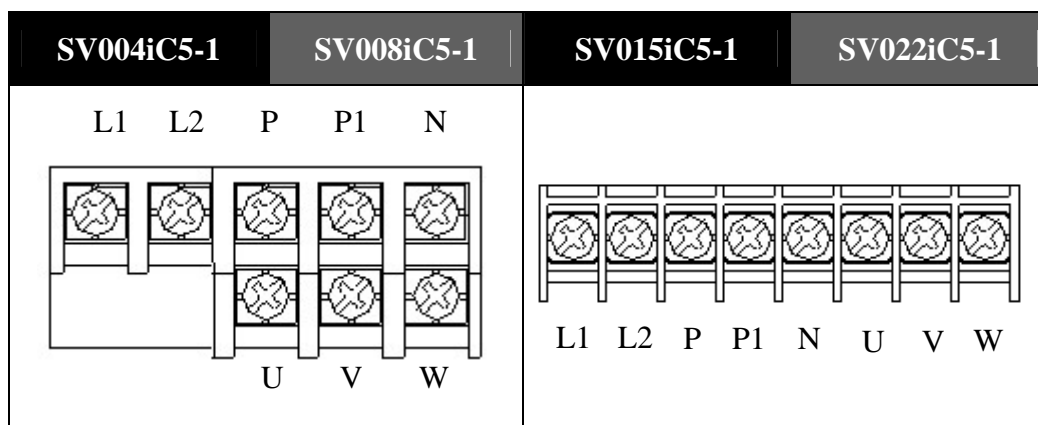 SV004iC5-1 SV008iC5-1 SV015iC5-1 SV022iC5-1
L1 L2 P P1 N
U V W
L1 L2 P P1 N U V W